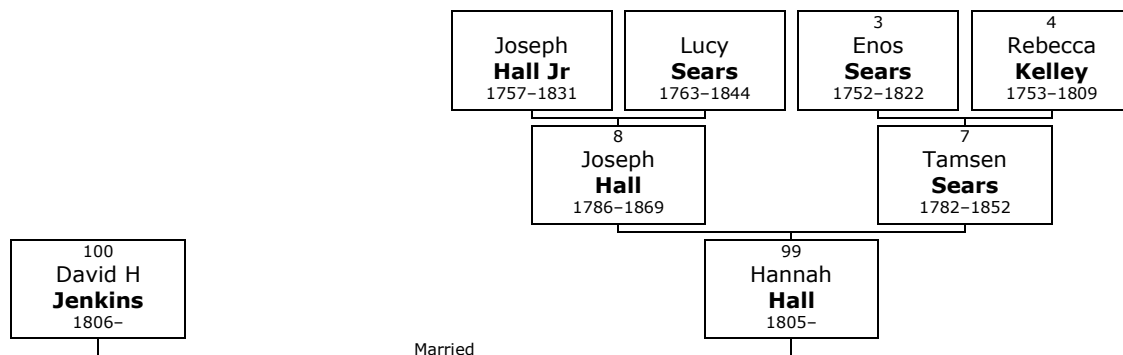 Joseph
Hall Jr
1757–1831
Lucy
Sears
1763–1844
3
Enos
Sears
1752–1822
4
Rebecca
Kelley
1753–1809
8
Joseph
Hall
1786–1869
7
Tamsen
Sears
1782–1852
100
David H
Jenkins
1806–
99
Hannah
Hall
1805–
Married